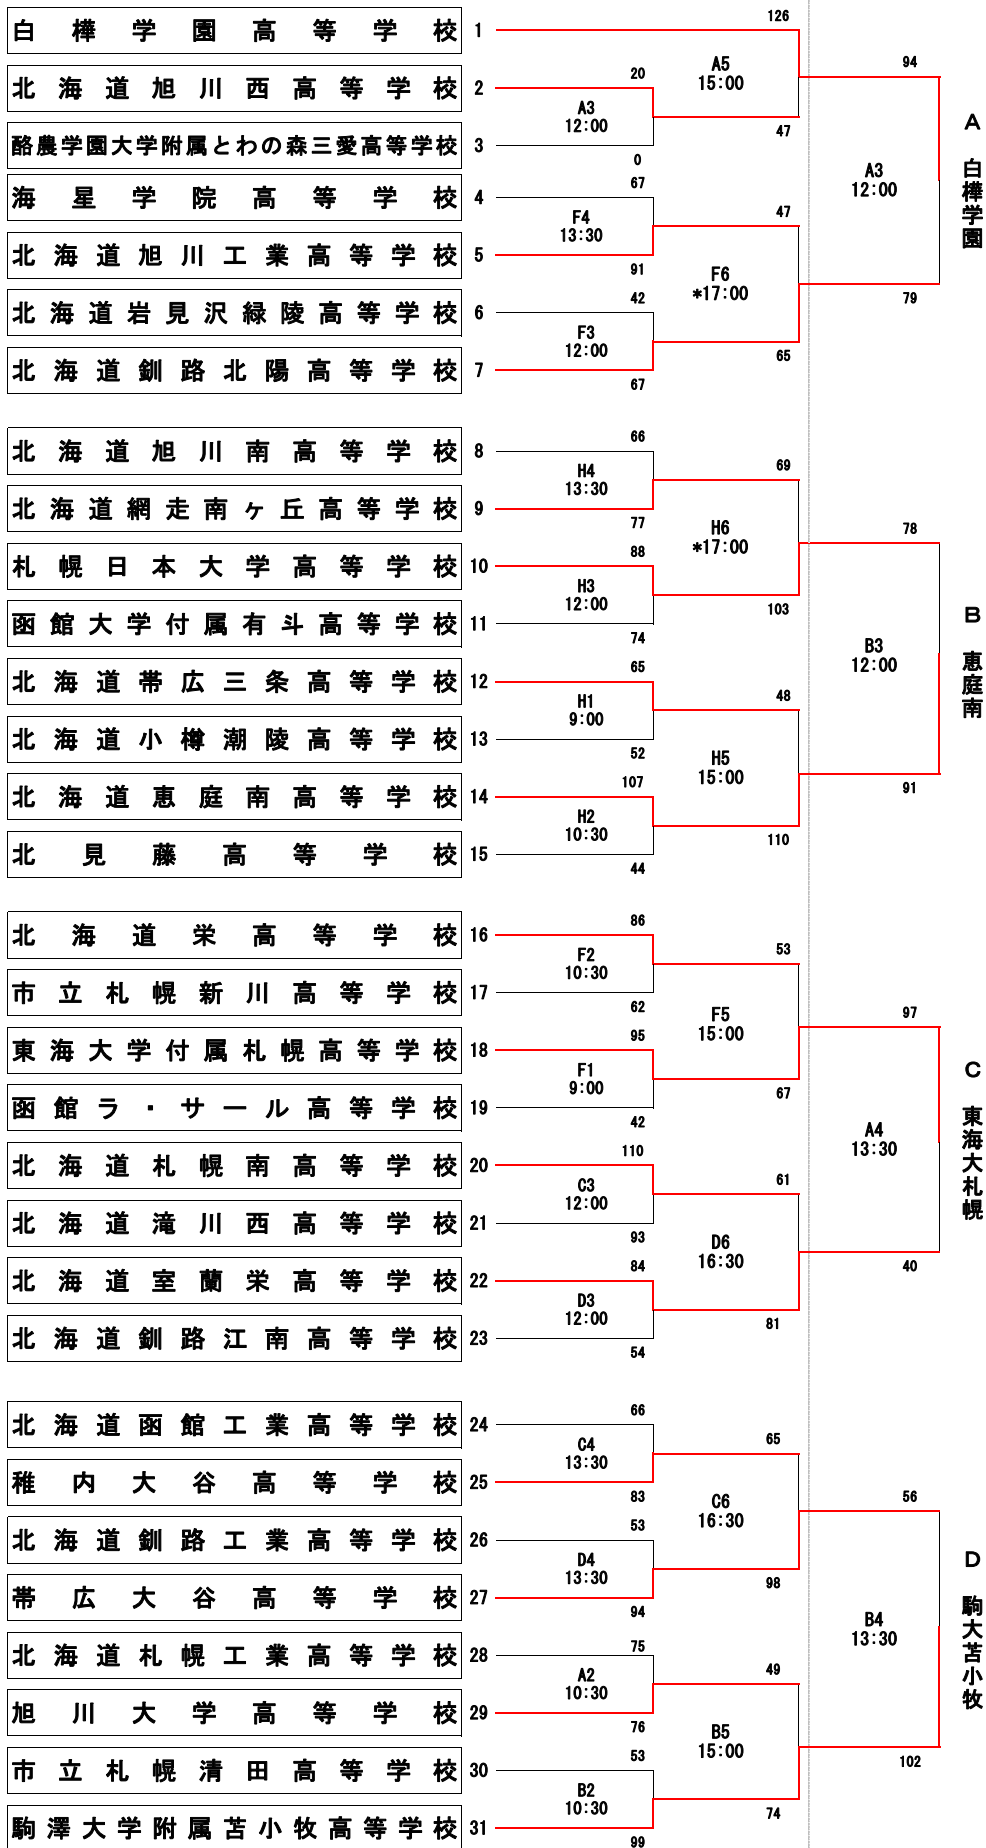 白樺学園高等学校 1
126
北海道旭川西高等学校 2
20
A3
12:00
0
A5
15:00
47
94
酪農学園大学附属とわの森三愛高等学校 3
海星学院高等学校 4
67
F4
13:30
91
47
A3
12:00
A 白樺学園
北海道旭川工業高等学校 5
F6
*17:00
65
79
北海道岩見沢緑陵高等学校 6
42
F3
12:00
67
北海道釧路北陽高等学校 7
北海道旭川南高等学校 8
66
H4
13:30
77
69
北海道網走南ヶ丘高等学校 9
H6
*17:00
103
78
札幌日本大学高等学校 10
88
H3
12:00
74
函館大学付属有斗高等学校 11
B3
12:00
B 恵庭南
北海道帯広三条高等学校 12
65
H1
9:00
52
48
北海道小樽潮陵高等学校 13
H5
15:00
110
91
北海道恵庭南高等学校 14
107
H2
10:30
44
北見藤高等学校 15
北海道栄高等学校 16
86
F2
10:30
62
53
市立札幌新川高等学校 17
F5
15:00
67
97
東海大学付属札幌高等学校 18
95
F1
9:00
42
函館ラ・サール高等学校 19
A4
13:30
C 東海大札幌
北海道札幌南高等学校 20
110
C3
12:00
93
61
北海道滝川西高等学校 21
D6
16:30
81
40
北海道室蘭栄高等学校 22
84
D3
12:00
54
北海道釧路江南高等学校 23
北海道函館工業高等学校 24
66
C4
13:30
83
65
稚内大谷高等学校 25
C6
16:30
98
56
北海道釧路工業高等学校 26
53
D4
13:30
94
帯広大谷高等学校 27
B4
13:30
D 駒大苫小牧
北海道札幌工業高等学校 28
75
A2
10:30
76
49
旭川大学高等学校 29
B5
15:00
74
102
市立札幌清田高等学校 30
53
B2
10:30
99
駒澤大学附属苫小牧高等学校 31